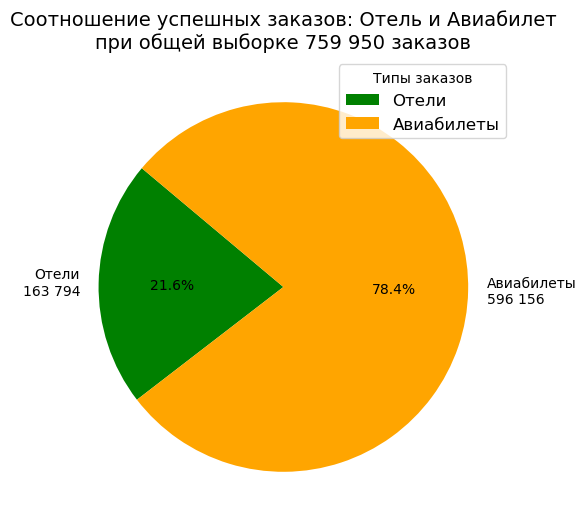 Соотношение успешных заказов: Отель и Авиабилет
при общей выборке 759 950 заказов
Типы заказов
Отели
Авиабилеты
Отели
163 794
21.6%
78.4%
Авиабилеты
596 156